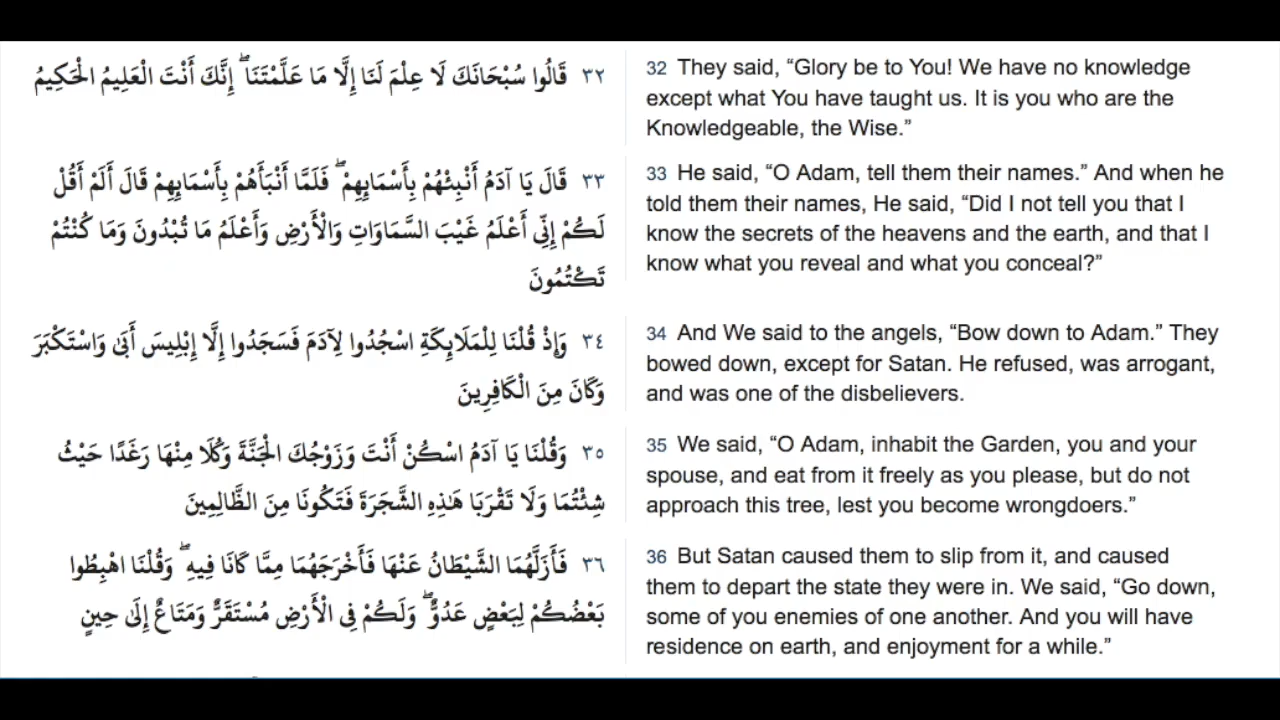 ٣٢ قَالُوا سُبْحَانَكَ لَا عِلْمَ لَنَا إِلَّا مَا عَلَّمْتَنَا ۖ إِنَّكَ أَنْتَ الْعَلِيمُ الْحَكِيمُ
32 They said, “Glory be to You! We have no knowledge
except what You have taught us. It is you who are the
Knowledgeable, the Wise.”
٣٣ قَالَ يَا آدَمُ أَنْبِئْهُمْ بِأَسْمَائِهِمْ ۖ فَلَمَّا أَنْبَأَهُمْ بِأَسْمَائِهِمْ قَالَ أَلَمْ أَقُلْ
لَكُمْ إِنِّي أَعْلَمُ غَيْبَ السَّمَاوَاتِ وَالْأَرْضِ وَأَعْلَمُ مَا تُبْدُونَ وَمَا كُنْتُمْ
تَكْتُمُونَ
33 He said, “O Adam, tell them their names.” And when he
told them their names, He said, “Did I not tell you that I
know the secrets of the heavens and the earth, and that I
know what you reveal and what you conceal?”
٣٤ وَإِذْ قُلْنَا لِلْمَلَائِكَةِ اسْجُدُوا لِآدَمَ فَسَجَدُوا إِلَّا إِبْلِيسَ أَبَىٰ وَاسْتَكْبَرَ
وَكَانَ مِنَ الْكَافِرِينَ
34 And We said to the angels, “Bow down to Adam.” They
bowed down, except for Satan. He refused, was arrogant,
and was one of the disbelievers.
٣٥ وَقُلْنَا يَا آدَمُ اسْكُنْ أَنْتَ وَزَوْجُكَ الْجَنَّةَ وَكُلَا مِنْهَا رَغَدًا حَيْثُ
شِئْتُمَا وَلَا تَقْرَبَا هَٰذِهِ الشَّجَرَةَ فَتَكُونَا مِنَ الظَّالِمِينَ
35 We said, “O Adam, inhabit the Garden, you and your
spouse, and eat from it freely as you please, but do not
approach this tree, lest you become wrongdoers.”
٣٦ فَأَزَلَّهُمَا الشَّيْطَانُ عَنْهَا فَأَخْرَجَهُمَا مِمَّا كَانَا فِيهِ ۖ وَقُلْنَا اهْبِطُوا
بَعْضُكُمْ لِبَعْضٍ عَدُوٌّ ۖ وَلَكُمْ فِي الْأَرْضِ مُسْتَقَرٌّ وَمَتَاعٌ إِلَىٰ حِينٍ
36 But Satan caused them to slip from it, and caused
them to depart the state they were in. We said, “Go down,
some of you enemies of one another. And you will have
residence on earth, and enjoyment for a while.”